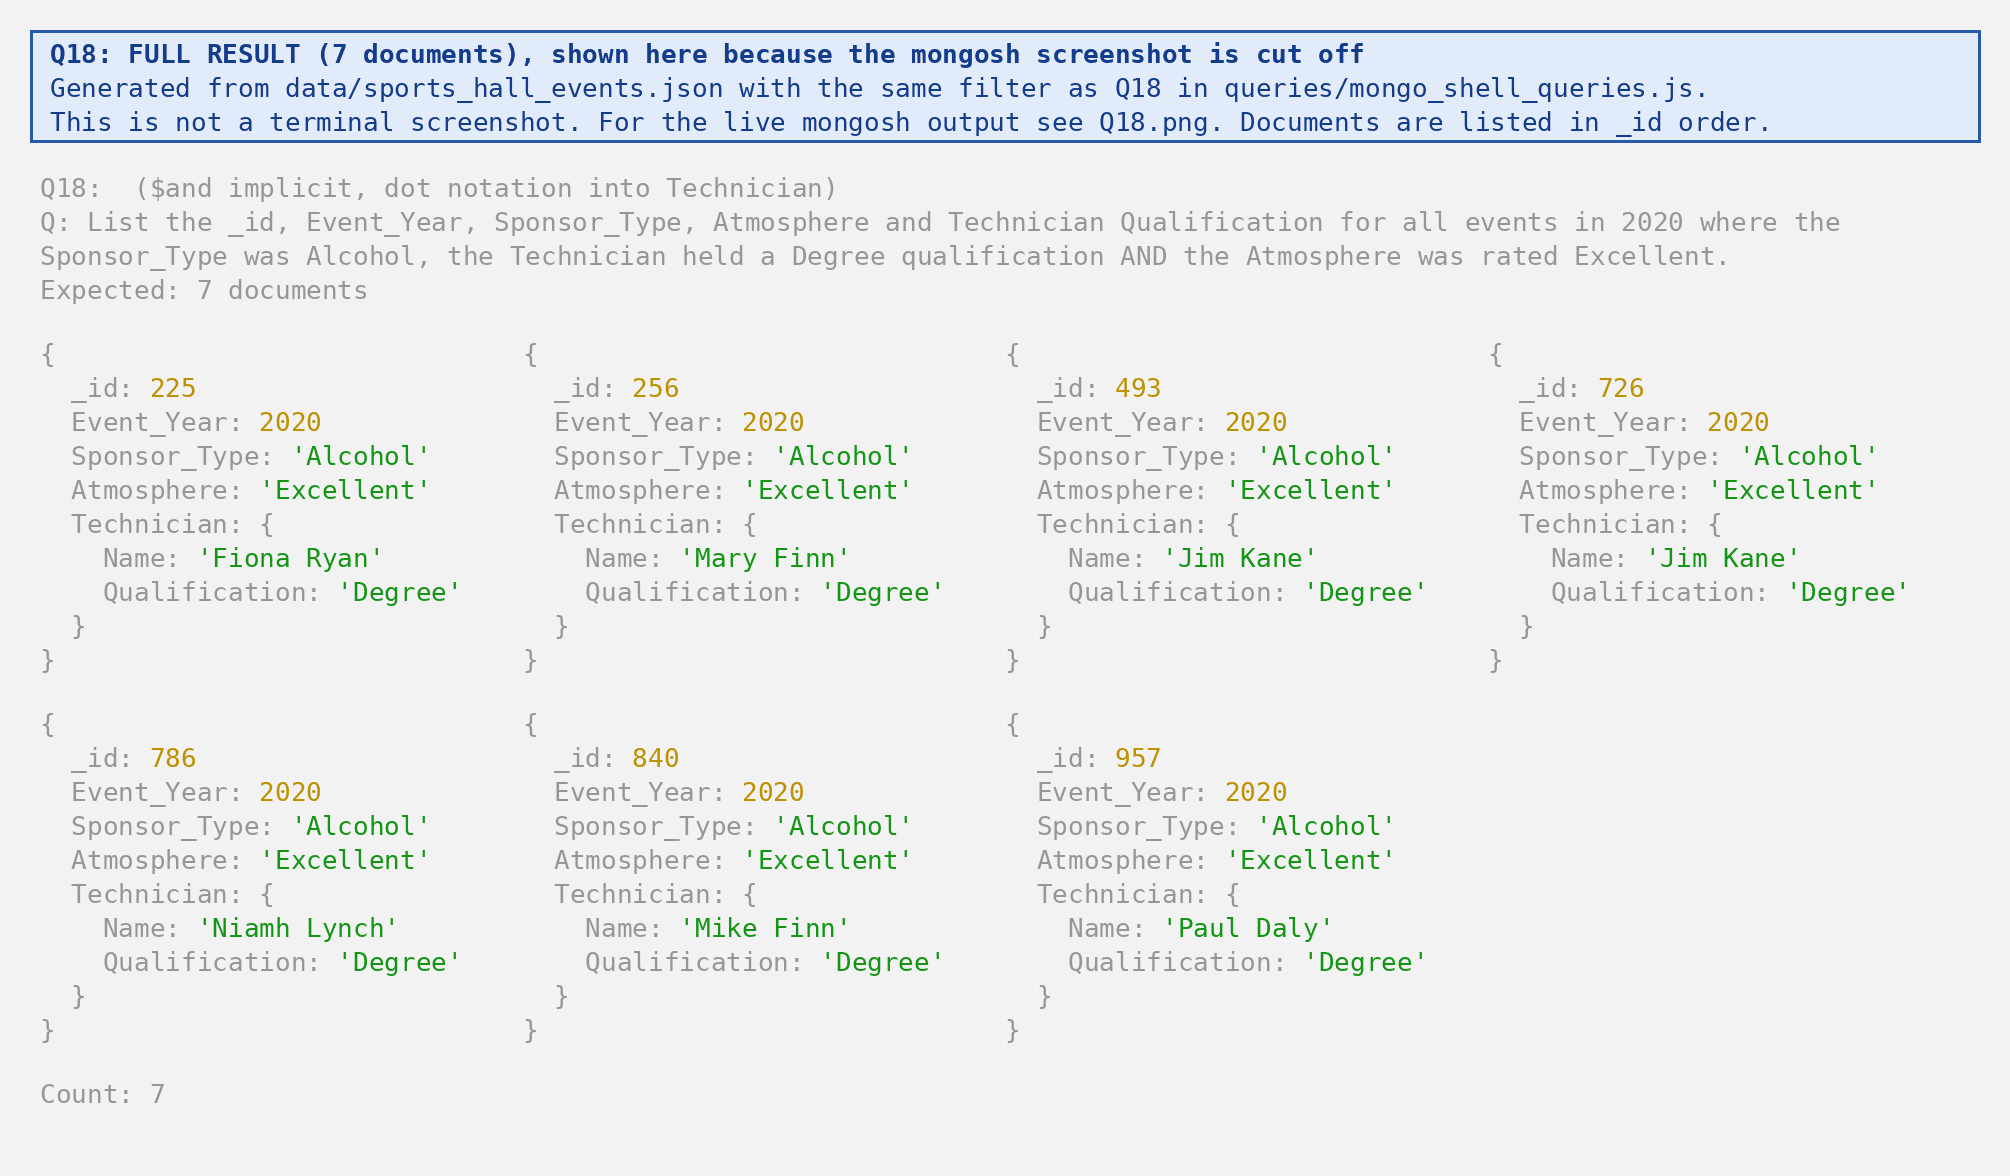 Q18: FULL RESULT (7 documents), shown here because the mongosh screenshot is cut off
Generated from data/sports_hall_events.json with the same filter as Q18 in queries/mongo_shell_queries.js.
This is not a terminal screenshot. For the live mongosh output see Q18.png. Documents are listed in _id order.
Q18:  ($and implicit, dot notation into Technician)
Q: List the _id, Event_Year, Sponsor_Type, Atmosphere and Technician Qualification for all events in 2020 where the
Sponsor_Type was Alcohol, the Technician held a Degree qualification AND the Atmosphere was rated Excellent.
Expected: 7 documents
{
  _id: 225
  Event_Year: 2020
  Sponsor_Type: 'Alcohol'
  Atmosphere: 'Excellent'
  Technician: {
    Name: 'Fiona Ryan'
    Qualification: 'Degree'
  }
}
{
  _id: 256
  Event_Year: 2020
  Sponsor_Type: 'Alcohol'
  Atmosphere: 'Excellent'
  Technician: {
    Name: 'Mary Finn'
    Qualification: 'Degree'
  }
}
{
  _id: 493
  Event_Year: 2020
  Sponsor_Type: 'Alcohol'
  Atmosphere: 'Excellent'
  Technician: {
    Name: 'Jim Kane'
    Qualification: 'Degree'
  }
}
{
  _id: 726
  Event_Year: 2020
  Sponsor_Type: 'Alcohol'
  Atmosphere: 'Excellent'
  Technician: {
    Name: 'Jim Kane'
    Qualification: 'Degree'
  }
}
{
  _id: 786
  Event_Year: 2020
  Sponsor_Type: 'Alcohol'
  Atmosphere: 'Excellent'
  Technician: {
    Name: 'Niamh Lynch'
    Qualification: 'Degree'
  }
}
{
  _id: 840
  Event_Year: 2020
  Sponsor_Type: 'Alcohol'
  Atmosphere: 'Excellent'
  Technician: {
    Name: 'Mike Finn'
    Qualification: 'Degree'
  }
}
{
  _id: 957
  Event_Year: 2020
  Sponsor_Type: 'Alcohol'
  Atmosphere: 'Excellent'
  Technician: {
    Name: 'Paul Daly'
    Qualification: 'Degree'
  }
}
Count: 7